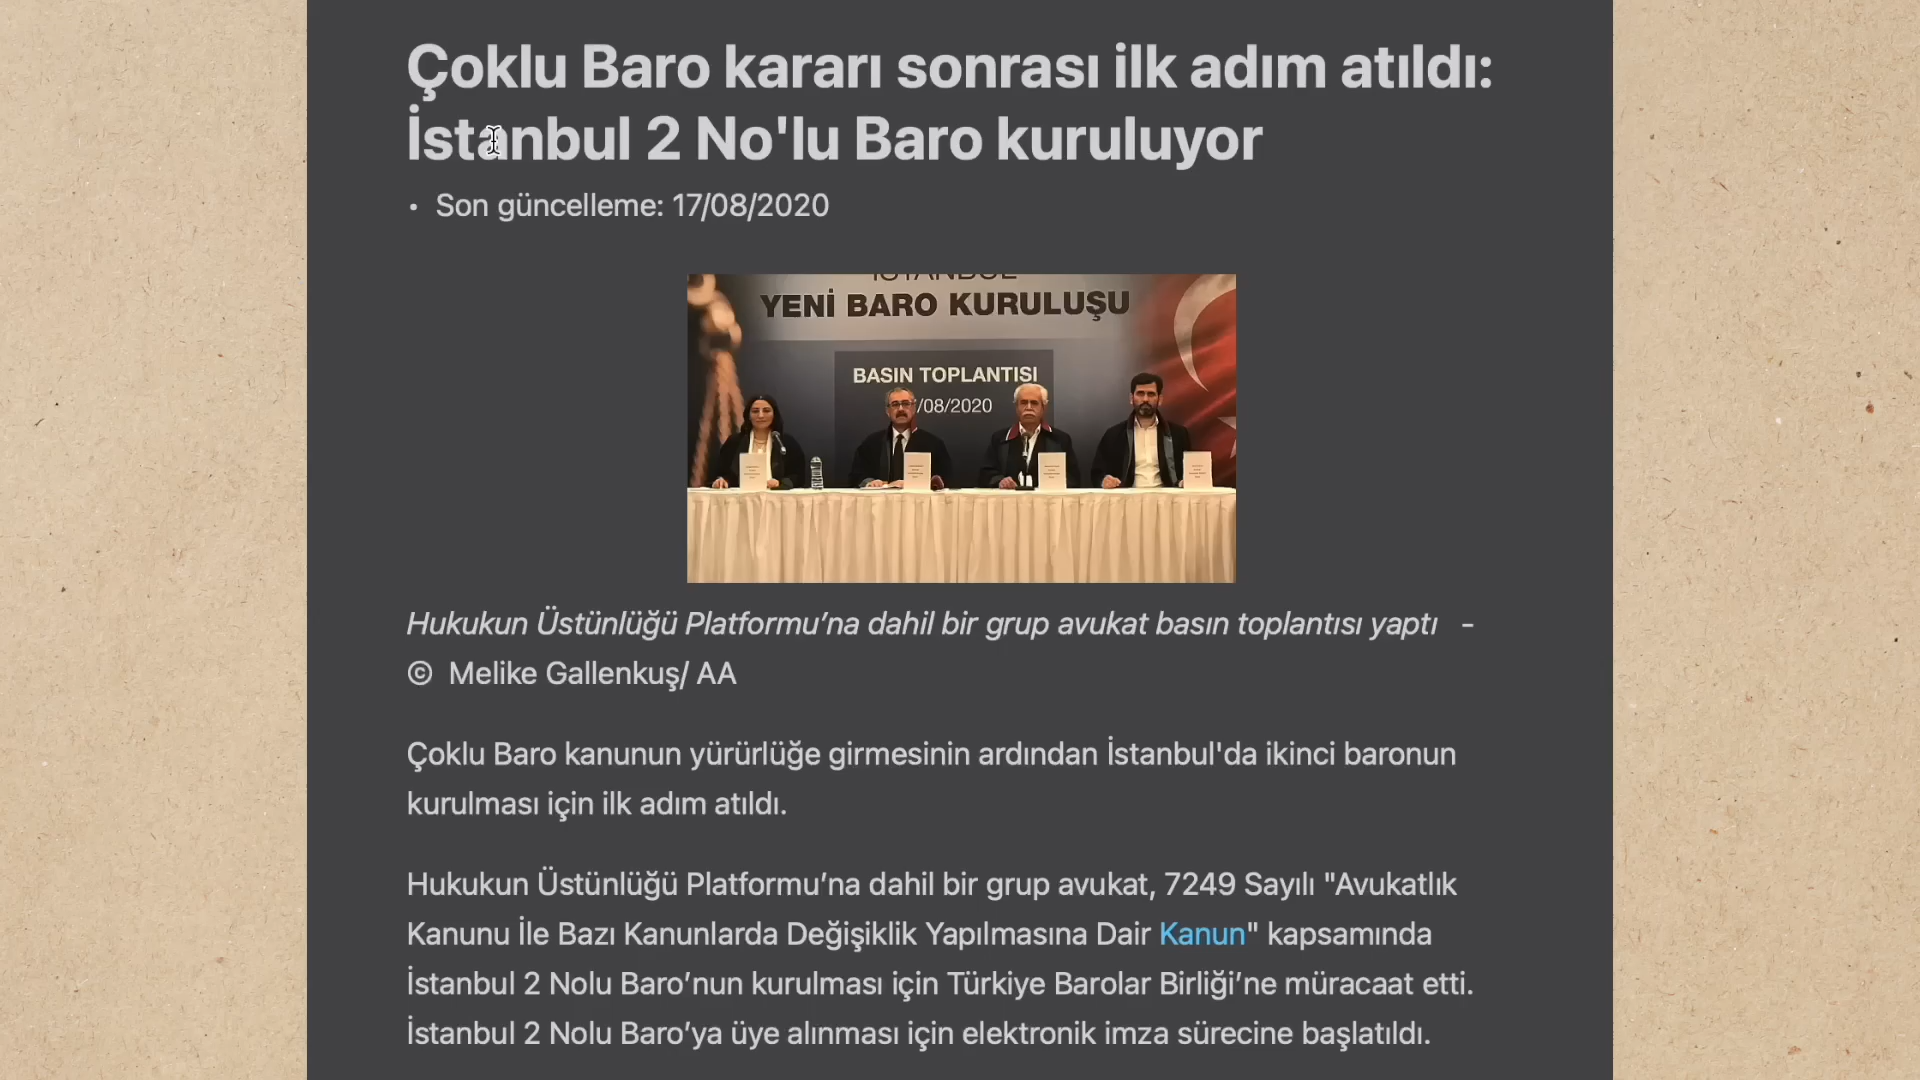 Çoklu Baro kararı sonrası ilk adım atıldı:
İstanbul 2 No'lu Baro kuruluyor
• Son güncelleme: 17/08/2020
YENİ BARO KURULUŞU
BASIN TOPLANTISI
/08/2020
Hukukun Üstünlüğü Platformu’na dahil bir grup avukat basın toplantısı yaptı -
© Melike Gallenkuş/ AA
Çoklu Baro kanunun yürürlüğe girmesinin ardından İstanbul'da ikinci baronun
kurulması için ilk adım atıldı.
Hukukun Üstünlüğü Platformu’na dahil bir grup avukat, 7249 Sayılı "Avukatlık
Kanunu İle Bazı Kanunlarda Değişiklik Yapılmasına Dair Kanun" kapsamında
İstanbul 2 Nolu Baro’nun kurulması için Türkiye Barolar Birliği’ne müracaat etti.
İstanbul 2 Nolu Baro’ya üye alınması için elektronik imza sürecine başlatıldı.